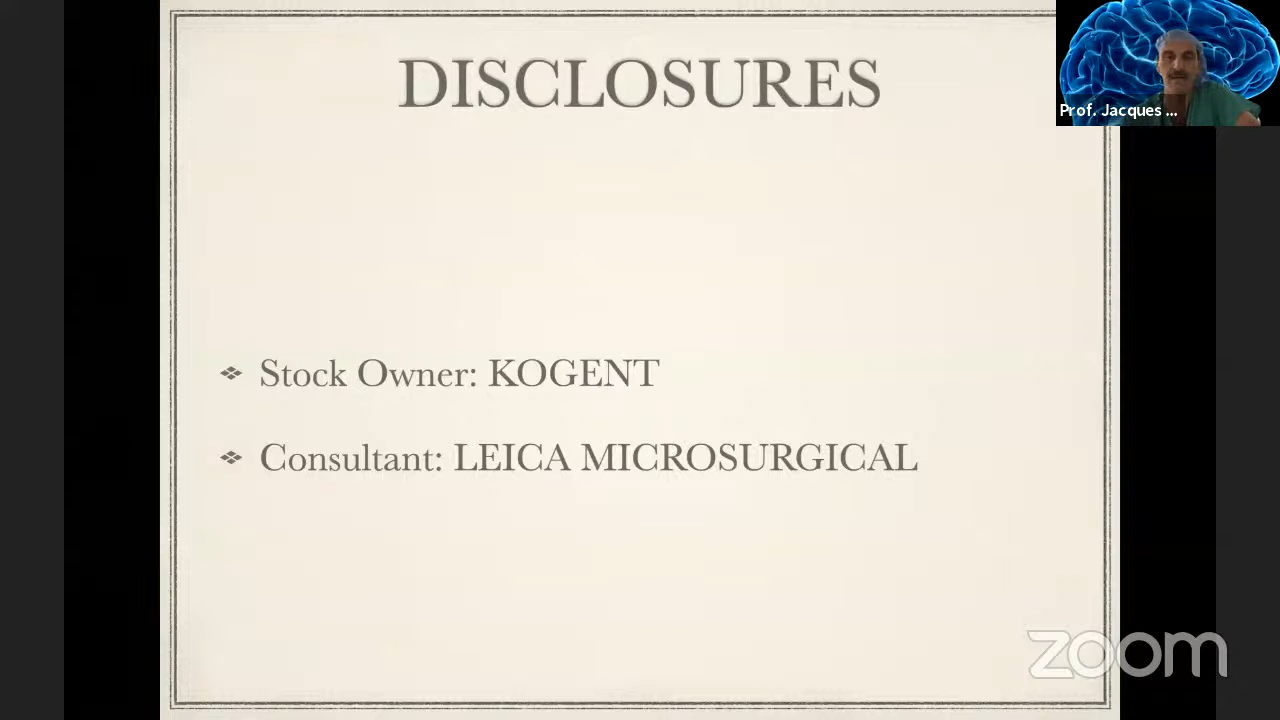 DISCLOSURES
Prof. Jacques ...
❖ Stock Owner: KOGENT
❖ Consultant: LEICA MICROSURGICAL
zoom